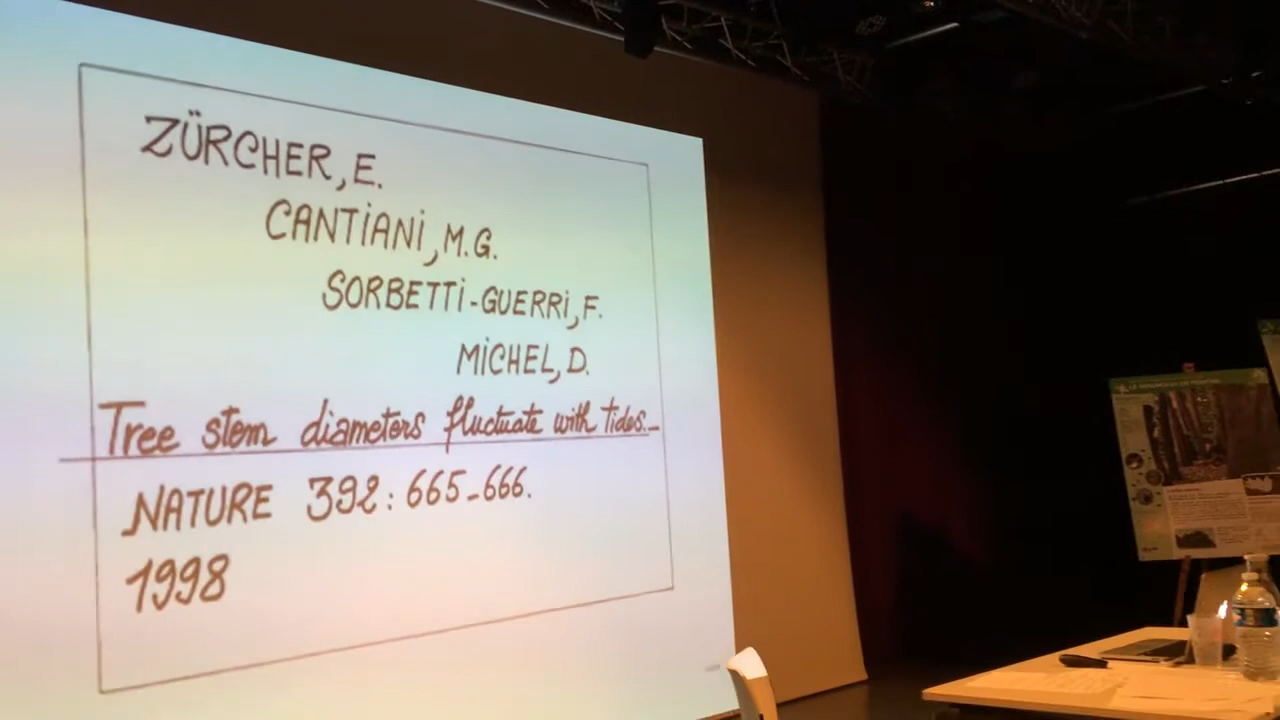 ZÜRCHER, E.
CANTIANI, M.G.
SORBETTI-GUERRI, F.
MICHEL, D.
Tree stem diameters fluctuate with tides._
NATURE 392: 665-666.
1998